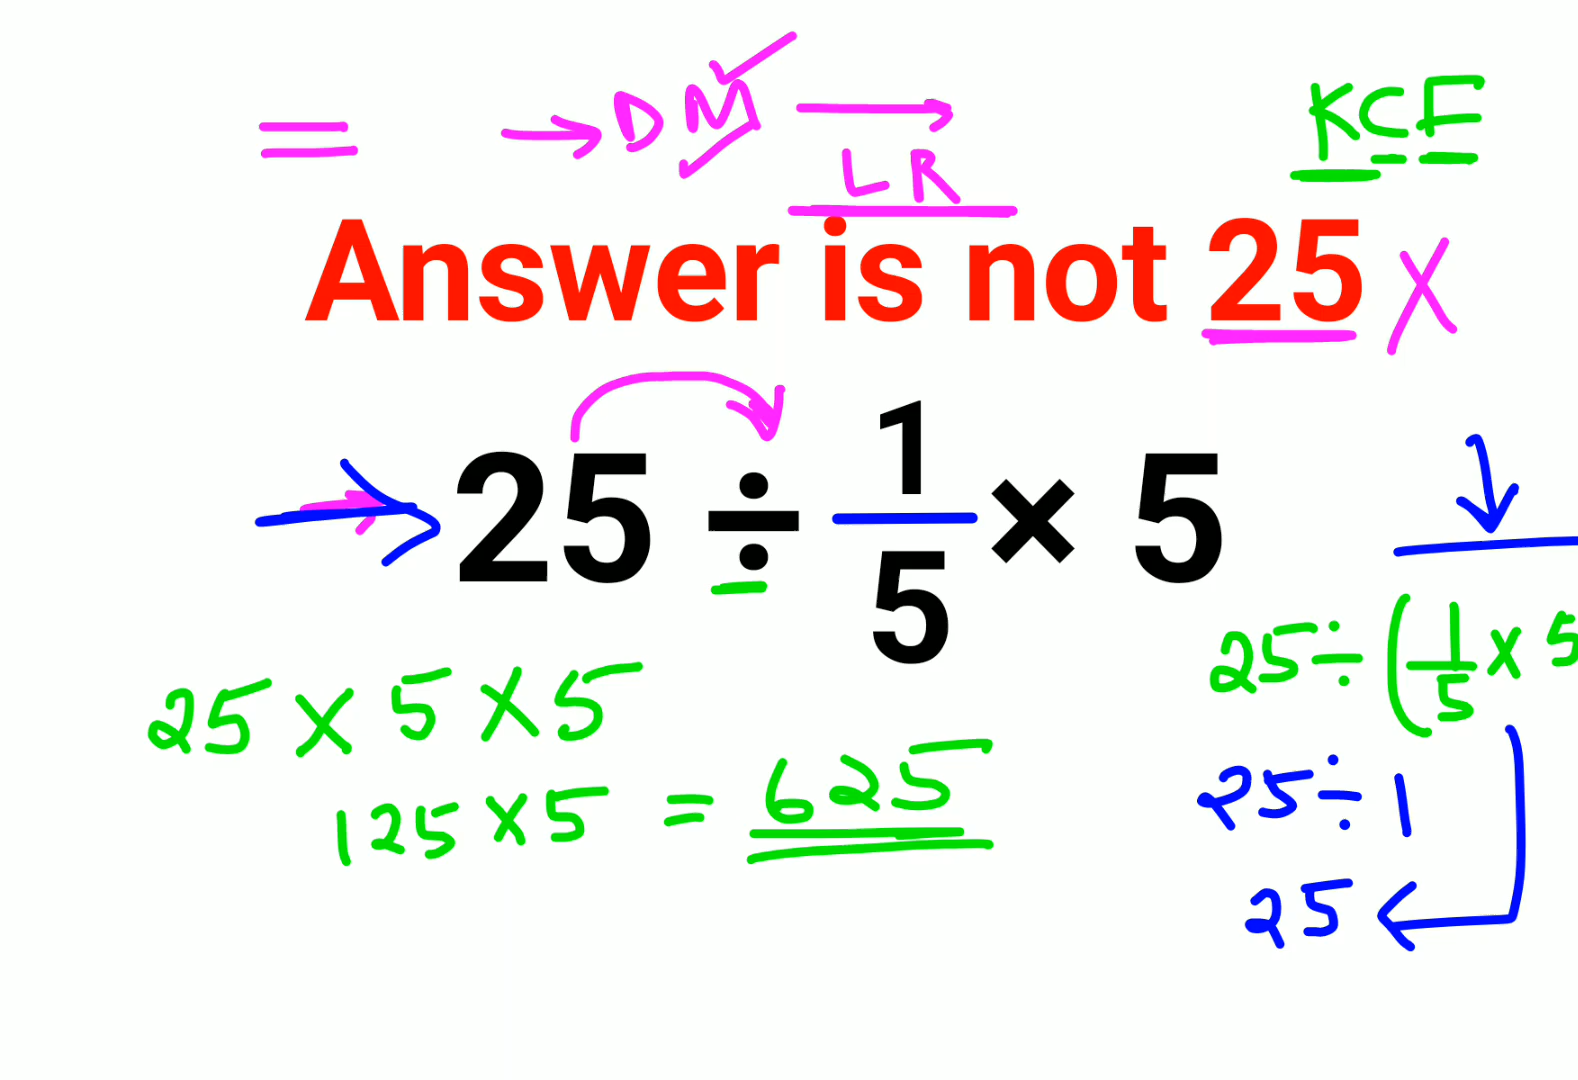 = → DM → KCF
LR
Answer is not 25 X
25 ÷ 1/5 × 5
25 ÷ (1/5 × 5
25 × 5 × 5
125 × 5 = 625
25 ÷ 1
25